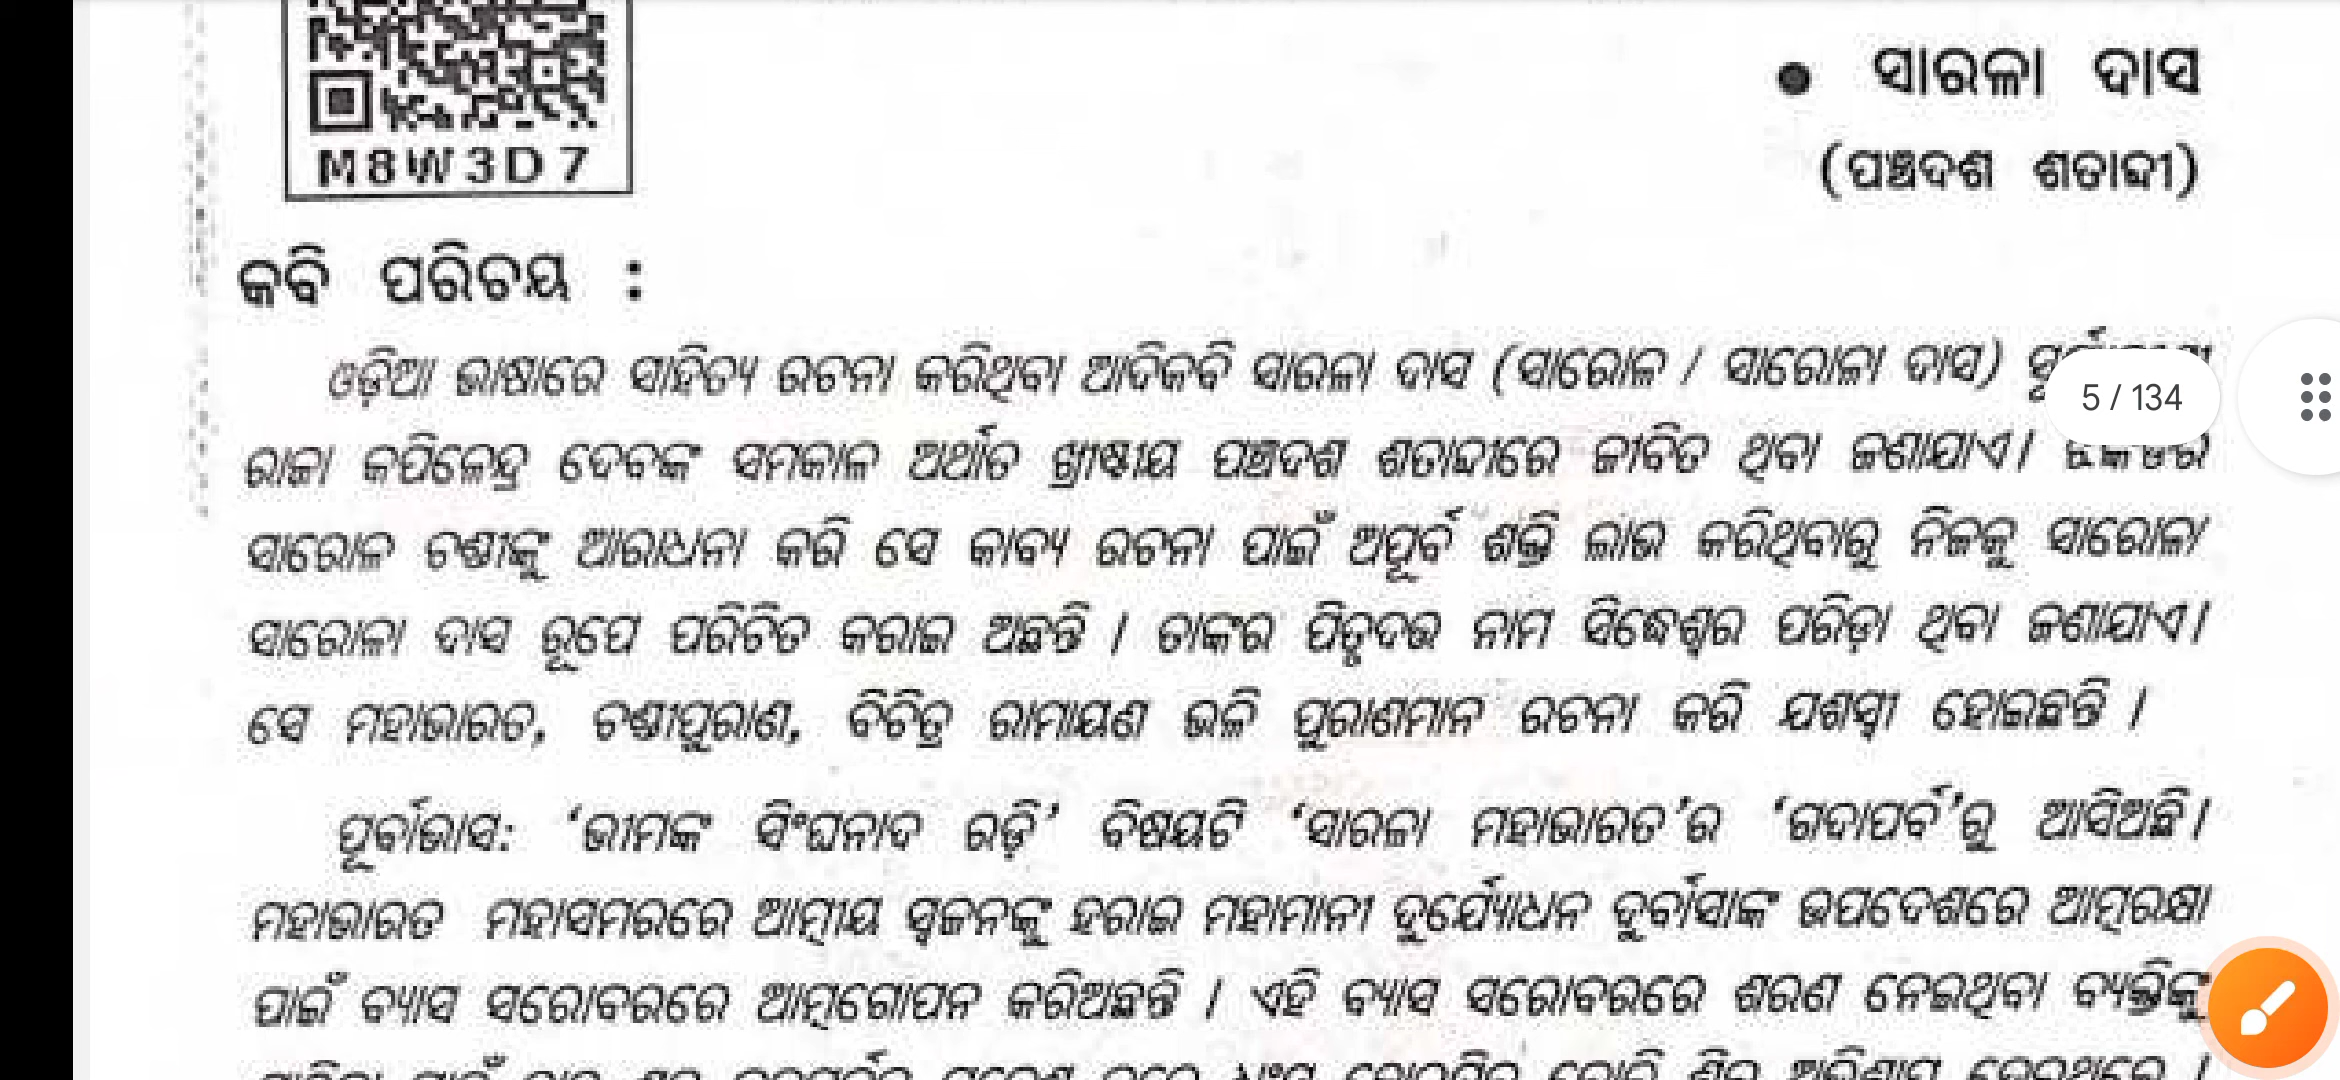 M8W3D7
• ସାରଳା ଦାସ
(ପଞ୍ଚଦଶ ଶତାବ୍ଦୀ)
କବି ପରିଚୟ :
ଓଡ଼ିଆ ଭାଷାରେ ସାହିତ୍ୟ ରଚନା କରିଥିବା ଆଦିକବି ସାରଳା ଦାସ (ସାରୋଳ / ସାରୋଳା ଦାସ)
5 / 134
ରାଜା କପିଳେନ୍ଦ୍ର ଦେବଙ୍କ ସମକାଳ ଅର୍ଥାତ ଖ୍ରୀଷ୍ଟୀୟ ପଞ୍ଚଦଶ ଶତାବ୍ଦୀରେ ଜୀବିତ ଥିବା ଜଣାଯାଏ।
ସାରୋଳ ଚଣ୍ଡୀଙ୍କୁ ଆରାଧନା କରି ସେ କାବ୍ୟ ରଚନା ପାଇଁ ଅପୂର୍ବ ଶକ୍ତି ଲାଭ କରିଥିବାରୁ ନିଜକୁ ସାରୋଳା
ସାରୋଳା ଦାସ ରୂପେ ପରିଚିତ କରାଇ ଅଛନ୍ତି । ତାଙ୍କର ପିତୃଦତ୍ତ ନାମ ସିଦ୍ଧେଶ୍ୱର ପରିଡ଼ା ଥିବା ଜଣାଯାଏ।
ସେ ମହାଭାରତ, ଚଣ୍ଡୀପୁରାଣ, ବିଚିତ୍ର ରାମାୟଣ ଭଳି ପୁରାଣମାନ ରଚନା କରି ଯଶସ୍ୱୀ ହୋଇଛନ୍ତି ।
ପୂର୍ବାଭାସ: ‘ଭୀମଙ୍କ ସିଂଘନାଦ ରଡ଼ି’ ବିଷୟଟି ‘ସାରଳା ମହାଭାରତ’ର ‘ଗଦାପର୍ବ’ରୁ ଆସିଅଛି।
ମହାଭାରତ ମହାସମରରେ ଆତ୍ମୀୟ ସ୍ୱଜନଙ୍କୁ ହରାଇ ମହାମାନୀ ଦୁର୍ଯ୍ୟୋଧନ ଦୁର୍ବାସାଙ୍କ ଉପଦେଶରେ ଆତ୍ମରକ୍ଷା
ପାଇଁ ବ୍ୟାସ ସରୋବରରେ ଆତ୍ମଗୋପନ କରିଅଛନ୍ତି । ଏହି ବ୍ୟାସ ସରୋବରରେ ଶରଣ ନେଇଥିବା ବ୍ୟକ୍ତିଙ୍କୁ